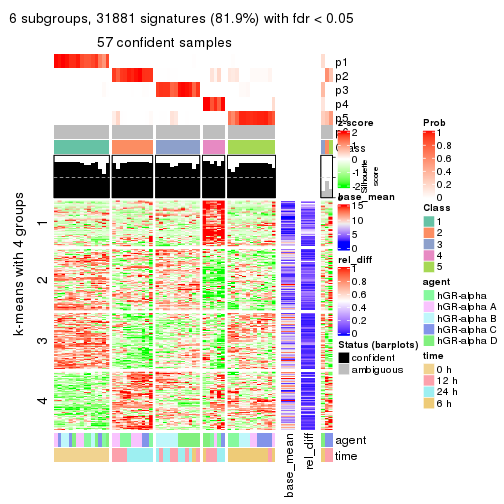 6 subgroups, 31881 signatures (81.9%) with fdr < 0.05
57 confident samples
p1
p2
p3
p4
p5
Class
Silhouette
score
k-means with 4 groups
1
2
3
4
base_mean
rel_diff
agent
time
z-score
2
1
0
-1
-2
base_mean
15
10
5
0
rel_diff
1
0.8
0.6
0.4
0.2
0
Status (barplots)
confident
ambiguous
Prob
1
0.8
0.6
0.4
0.2
0
Class
1
2
3
4
5
agent
hGR-alpha
hGR-alpha A
hGR-alpha B
hGR-alpha C
hGR-alpha D
time
0 h
12 h
24 h
6 h